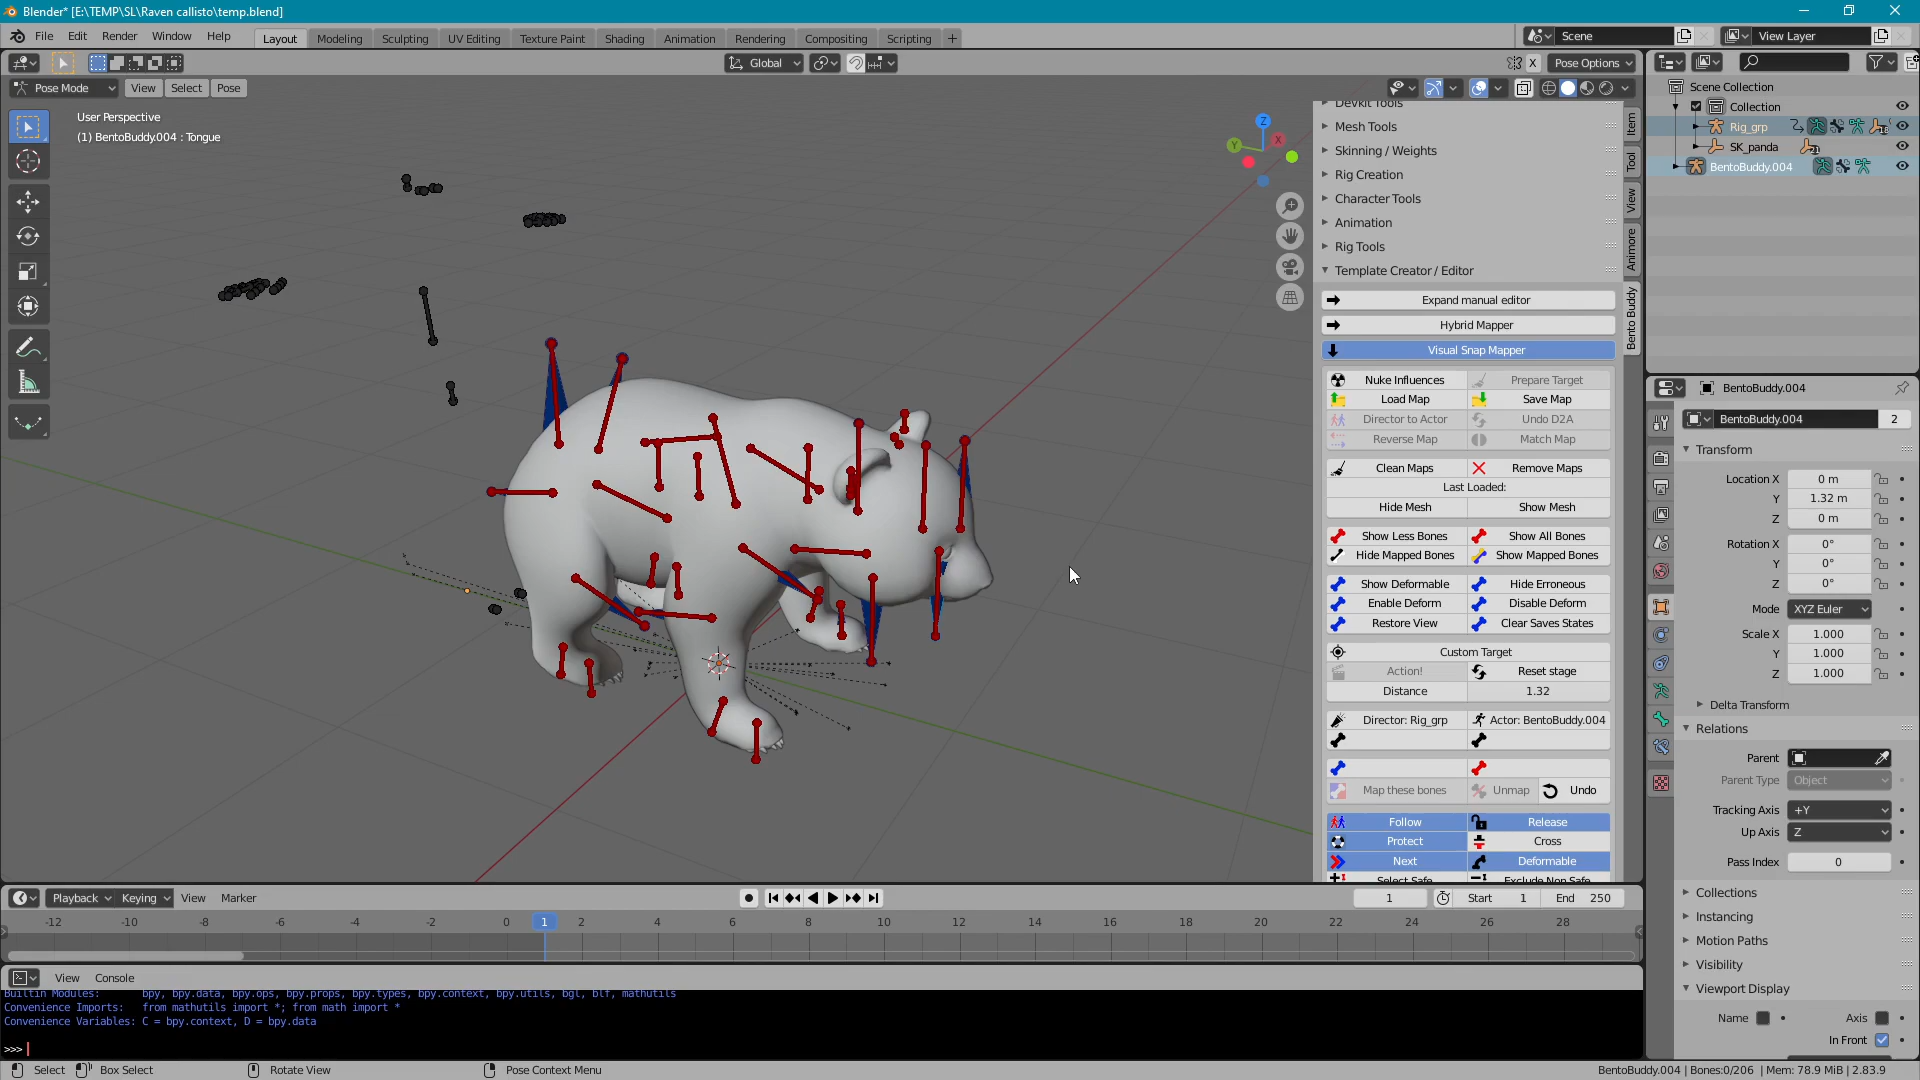 Blender* [E:\TEMP\SL\Raven callisto\temp.blend]
File Edit Render Window Help
Layout Modeling Sculpting UV Editing Texture Paint Shading Animation Rendering Compositing Scripting +
Scene
View Layer
Global
X
Pose Options
Pose Mode View Select Pose
User Perspective
(1) BentoBuddy.004 : Tongue
Z
Y
X
Devkit Tools
Mesh Tools
Skinning / Weights
Rig Creation
Character Tools
Animation
Rig Tools
Template Creator / Editor
Expand manual editor
Hybrid Mapper
Visual Snap Mapper
Nuke Influences Prepare Target
Load Map Save Map
Director to Actor Undo D2A
Reverse Map Match Map
Clean Maps Remove Maps
Last Loaded:
Hide Mesh Show Mesh
Show Less Bones Show All Bones
Hide Mapped Bones Show Mapped Bones
Show Deformable Hide Erroneous
Enable Deform Disable Deform
Restore View Clear Saves States
Custom Target
Action! Reset stage
Distance 1.32
Director: Rig_grp Actor: BentoBuddy.004
Map these bones Unmap Undo
Follow Release
Protect Cross
Next Deformable
Select Safe Exclude Non Safe
Item
Tool
View
Animore
Bento Buddy
Scene Collection
Collection
Rig_grp
18
SK_panda
21
BentoBuddy.004
BentoBuddy.004
BentoBuddy.004 2
Transform
Location X 0 m
Y 1.32 m
Z 0 m
Rotation X 0°
Y 0°
Z 0°
Mode XYZ Euler
Scale X 1.000
Y 1.000
Z 1.000
Delta Transform
Relations
Parent
Parent Type Object
Tracking Axis +Y
Up Axis Z
Pass Index 0
Collections
Instancing
Motion Paths
Visibility
Viewport Display
Name Axis
In Front
Playback Keying View Marker
1 Start 1 End 250
-12 -10 -8 -6 -4 -2 0 1 2 4 6 8 10 12 14 16 18 20 22 24 26 28
View Console
Builtin Modules: bpy, bpy.data, bpy.ops, bpy.props, bpy.types, bpy.context, bpy.utils, bgl, blf, mathutils
Convenience Imports: from mathutils import *; from math import *
Convenience Variables: C = bpy.context, D = bpy.data
>>>
Select Box Select Rotate View Pose Context Menu
BentoBuddy.004 | Bones:0/206 | Mem: 78.9 MiB | 2.83.9